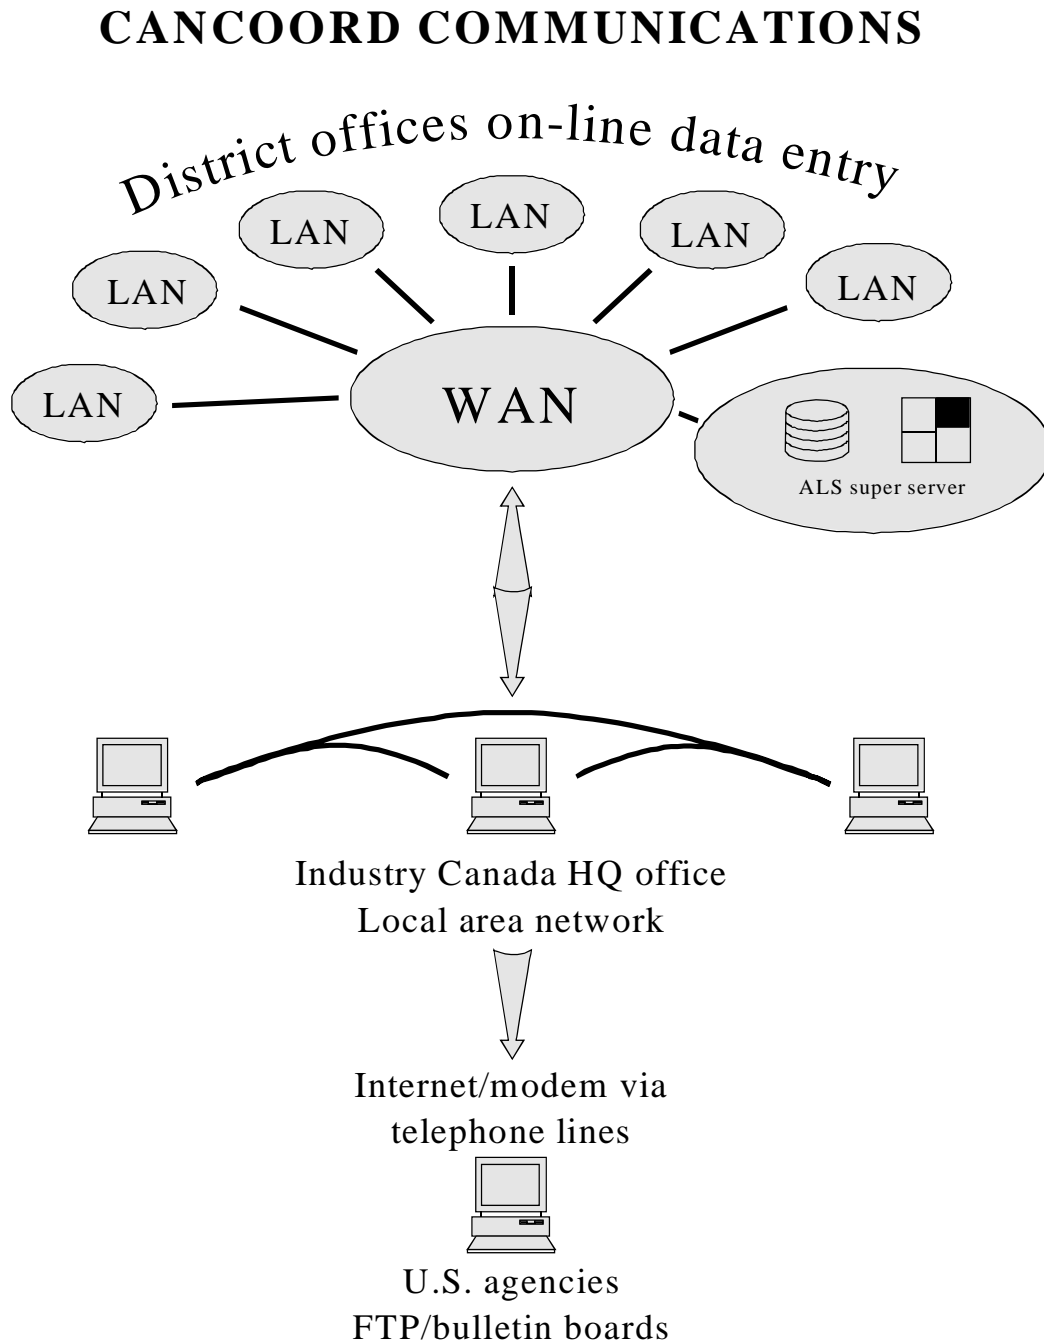 CANCOORD COMMUNICATIONS
District offices on-line data entry
LAN
LAN
LAN
LAN
LAN
LAN
WAN
ALS super server
Industry Canada HQ office
Local area network
Internet/modem via
telephone lines
U.S. agencies
FTP/bulletin boards